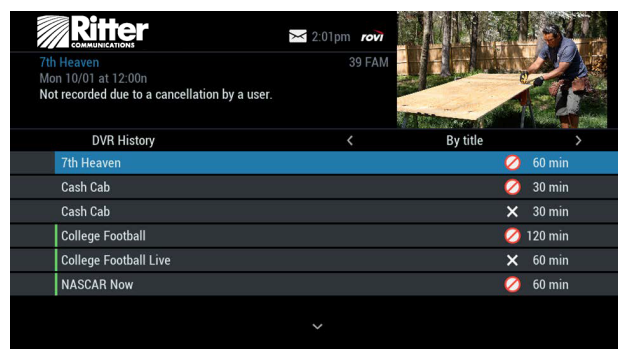 Ritter
COMMUNICATIONS
2:01pm rovi
7th Heaven 39 FAM
Mon 10/01 at 12:00n
Not recorded due to a cancellation by a user.
DVR History < By title >
7th Heaven 60 min
Cash Cab 30 min
Cash Cab 30 min
College Football 120 min
College Football Live 60 min
NASCAR Now 60 min